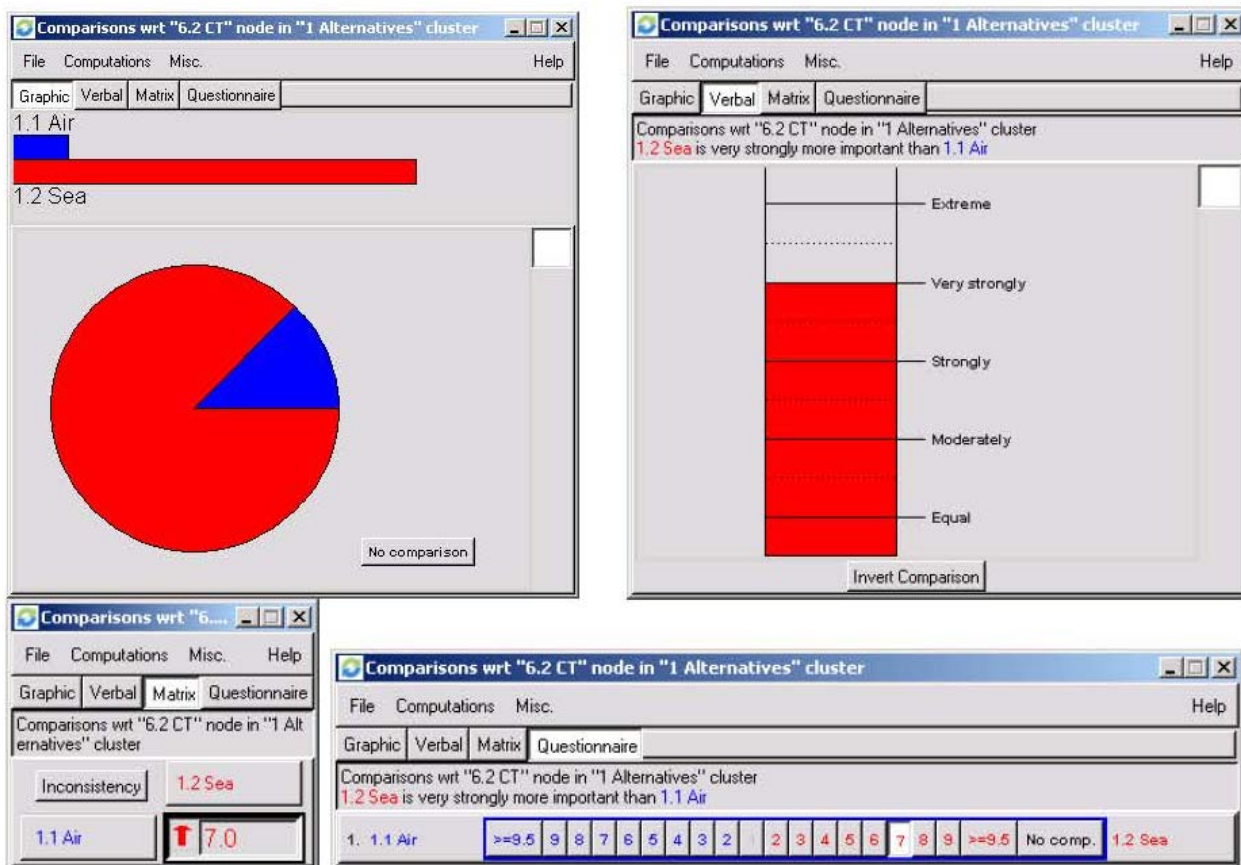 Comparisons wrt "6.2 CT" node in "1 Alternatives" cluster
File Computations Misc. Help
Graphic Verbal Matrix Questionnaire
1.1 Air
1.2 Sea
No comparison
Comparisons wrt "6.2 CT" node in "1 Alternatives" cluster
File Computations Misc. Help
Graphic Verbal Matrix Questionnaire
Comparisons wrt "6.2 CT" node in "1 Alternatives" cluster
1.2 Sea is very strongly more important than 1.1 Air
Extreme
Very strongly
Strongly
Moderately
Equal
Invert Comparison
Comparisons wrt "6....
File Computations Misc. Help
Graphic Verbal Matrix Questionnaire
Comparisons wrt "6.2 CT" node in "1 Alt
ernatives" cluster
Inconsistency 1.2 Sea
1.1 Air 7.0
Comparisons wrt "6.2 CT" node in "1 Alternatives" cluster
File Computations Misc. Help
Graphic Verbal Matrix Questionnaire
Comparisons wrt "6.2 CT" node in "1 Alternatives" cluster
1.2 Sea is very strongly more important than 1.1 Air
1. 1.1 Air >=9.5 9 8 7 6 5 4 3 2 2 3 4 5 6 7 8 9 >=9.5 No comp. 1.2 Sea